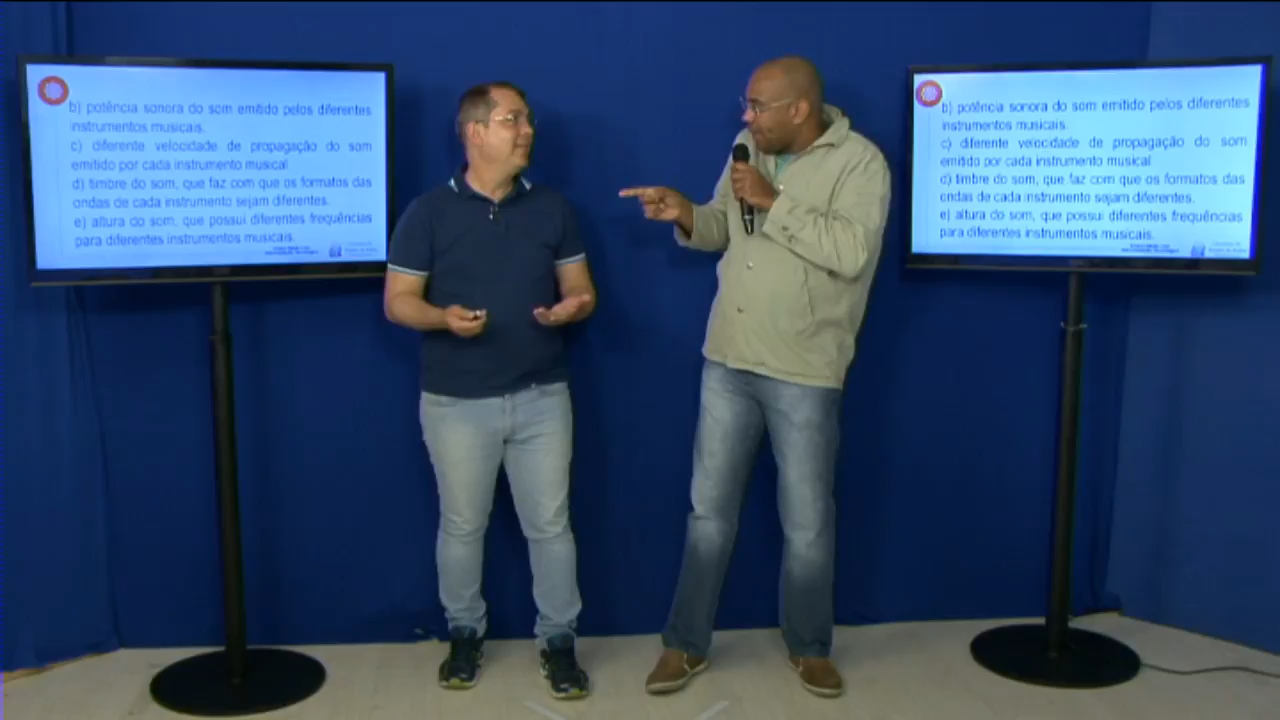 b) potência sonora do som emitido pelos diferentes
instrumentos musicais.
c) diferente velocidade de propagação do som
emitido por cada instrumento musical
d) timbre do som, que faz com que os formatos das
ondas de cada instrumento sejam diferentes.
e) altura do som, que possui diferentes frequências
para diferentes instrumentos musicais.
b) potência sonora do som emitido pelos diferentes
instrumentos musicais.
c) diferente velocidade de propagação do som
emitido por cada instrumento musical
d) timbre do som, que faz com que os formatos das
ondas de cada instrumento sejam diferentes.
e) altura do som, que possui diferentes frequências
para diferentes instrumentos musicais.